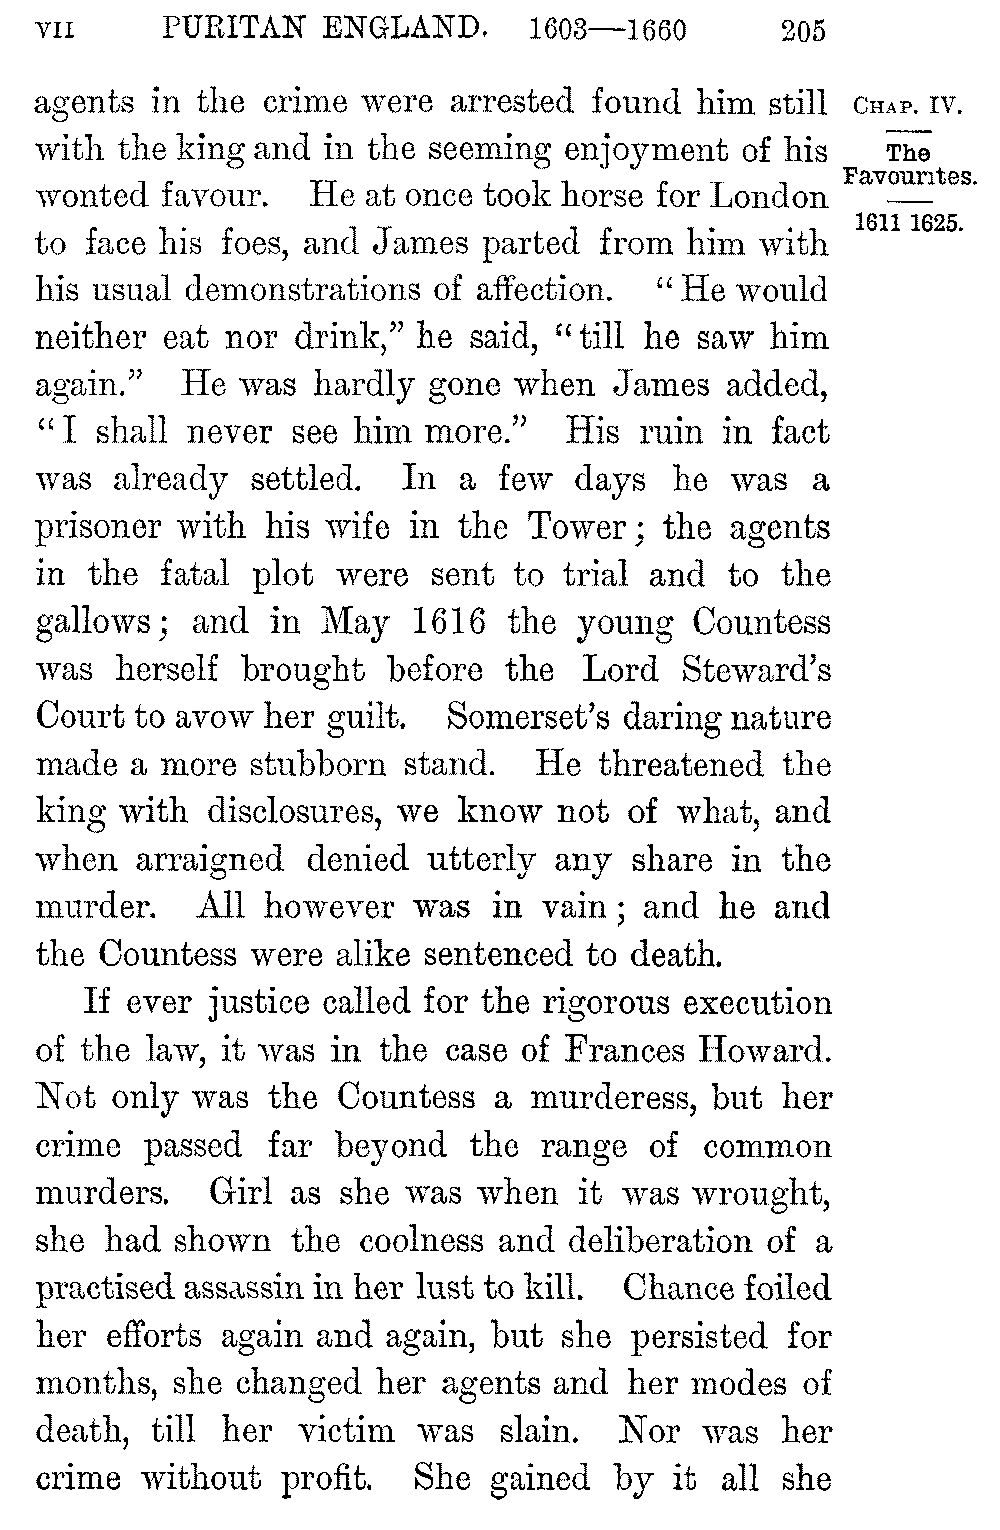 VII PURITAN ENGLAND. 1603—1660 205
agents in the crime were arrested found him still
with the king and in the seeming enjoyment of his
wonted favour. He at once took horse for London
to face his foes, and James parted from him with
his usual demonstrations of affection. “He would
neither eat nor drink,” he said, “till he saw him
again.” He was hardly gone when James added,
“I shall never see him more.” His ruin in fact
was already settled. In a few days he was a
prisoner with his wife in the Tower; the agents
in the fatal plot were sent to trial and to the
gallows; and in May 1616 the young Countess
was herself brought before the Lord Steward’s
Court to avow her guilt. Somerset’s daring nature
made a more stubborn stand. He threatened the
king with disclosures, we know not of what, and
when arraigned denied utterly any share in the
murder. All however was in vain; and he and
the Countess were alike sentenced to death.
If ever justice called for the rigorous execution
of the law, it was in the case of Frances Howard.
Not only was the Countess a murderess, but her
crime passed far beyond the range of common
murders. Girl as she was when it was wrought,
she had shown the coolness and deliberation of a
practised assassin in her lust to kill. Chance foiled
her efforts again and again, but she persisted for
months, she changed her agents and her modes of
death, till her victim was slain. Nor was her
crime without profit. She gained by it all she
CHAP. IV.
The
Favourites.
1611 1625.